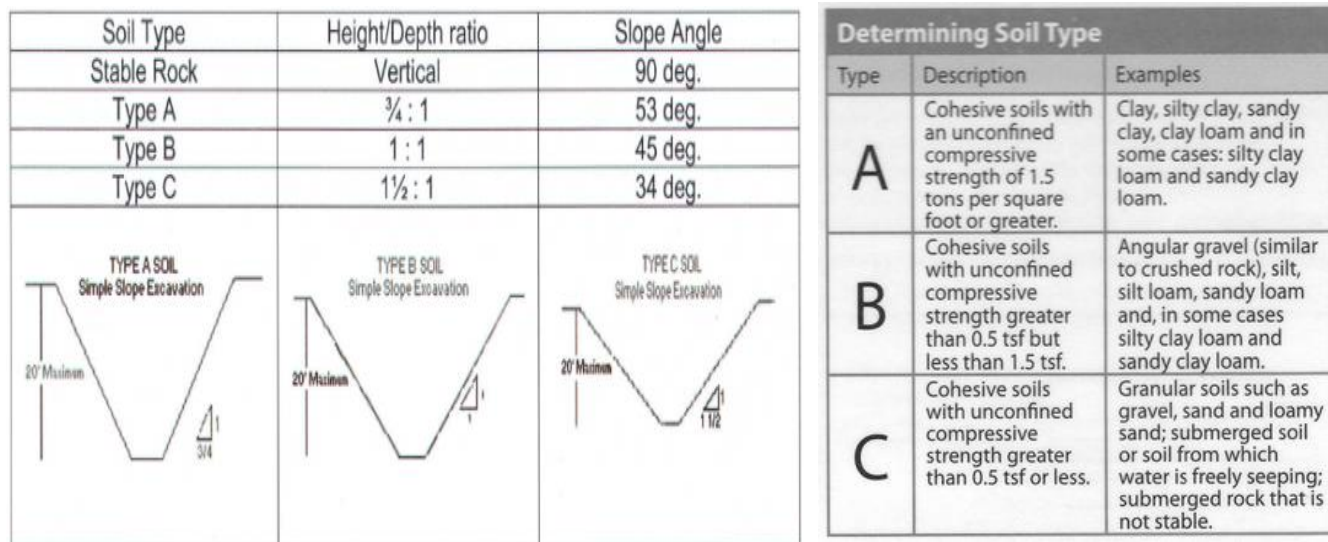 Soil Type Height/Depth ratio Slope Angle
Stable Rock Vertical 90 deg.
Type A ¾ : 1 53 deg.
Type B 1 : 1 45 deg.
Type C 1½ : 1 34 deg.
TYPE A SOIL
Simple Slope Excavation
20' Maximum
1
3/4
TYPE B SOIL
Simple Slope Excavation
20' Maximum
1
1
TYPE C SOIL
Simple Slope Excavation
20' Maximum
1
1 1/2
Determining Soil Type
Type Description Examples
A
Cohesive soils with
an unconfined
compressive
strength of 1.5
tons per square
foot or greater.
Clay, silty clay, sandy
clay, clay loam and in
some cases: silty clay
loam and sandy clay
loam.
B
Cohesive soils
with unconfined
compressive
strength greater
than 0.5 tsf but
less than 1.5 tsf.
Angular gravel (similar
to crushed rock), silt,
silt loam, sandy loam
and, in some cases
silty clay loam and
sandy clay loam.
C
Cohesive soils
with unconfined
compressive
strength greater
than 0.5 tsf or less.
Granular soils such as
gravel, sand and loamy
sand; submerged soil
or soil from which
water is freely seeping;
submerged rock that is
not stable.